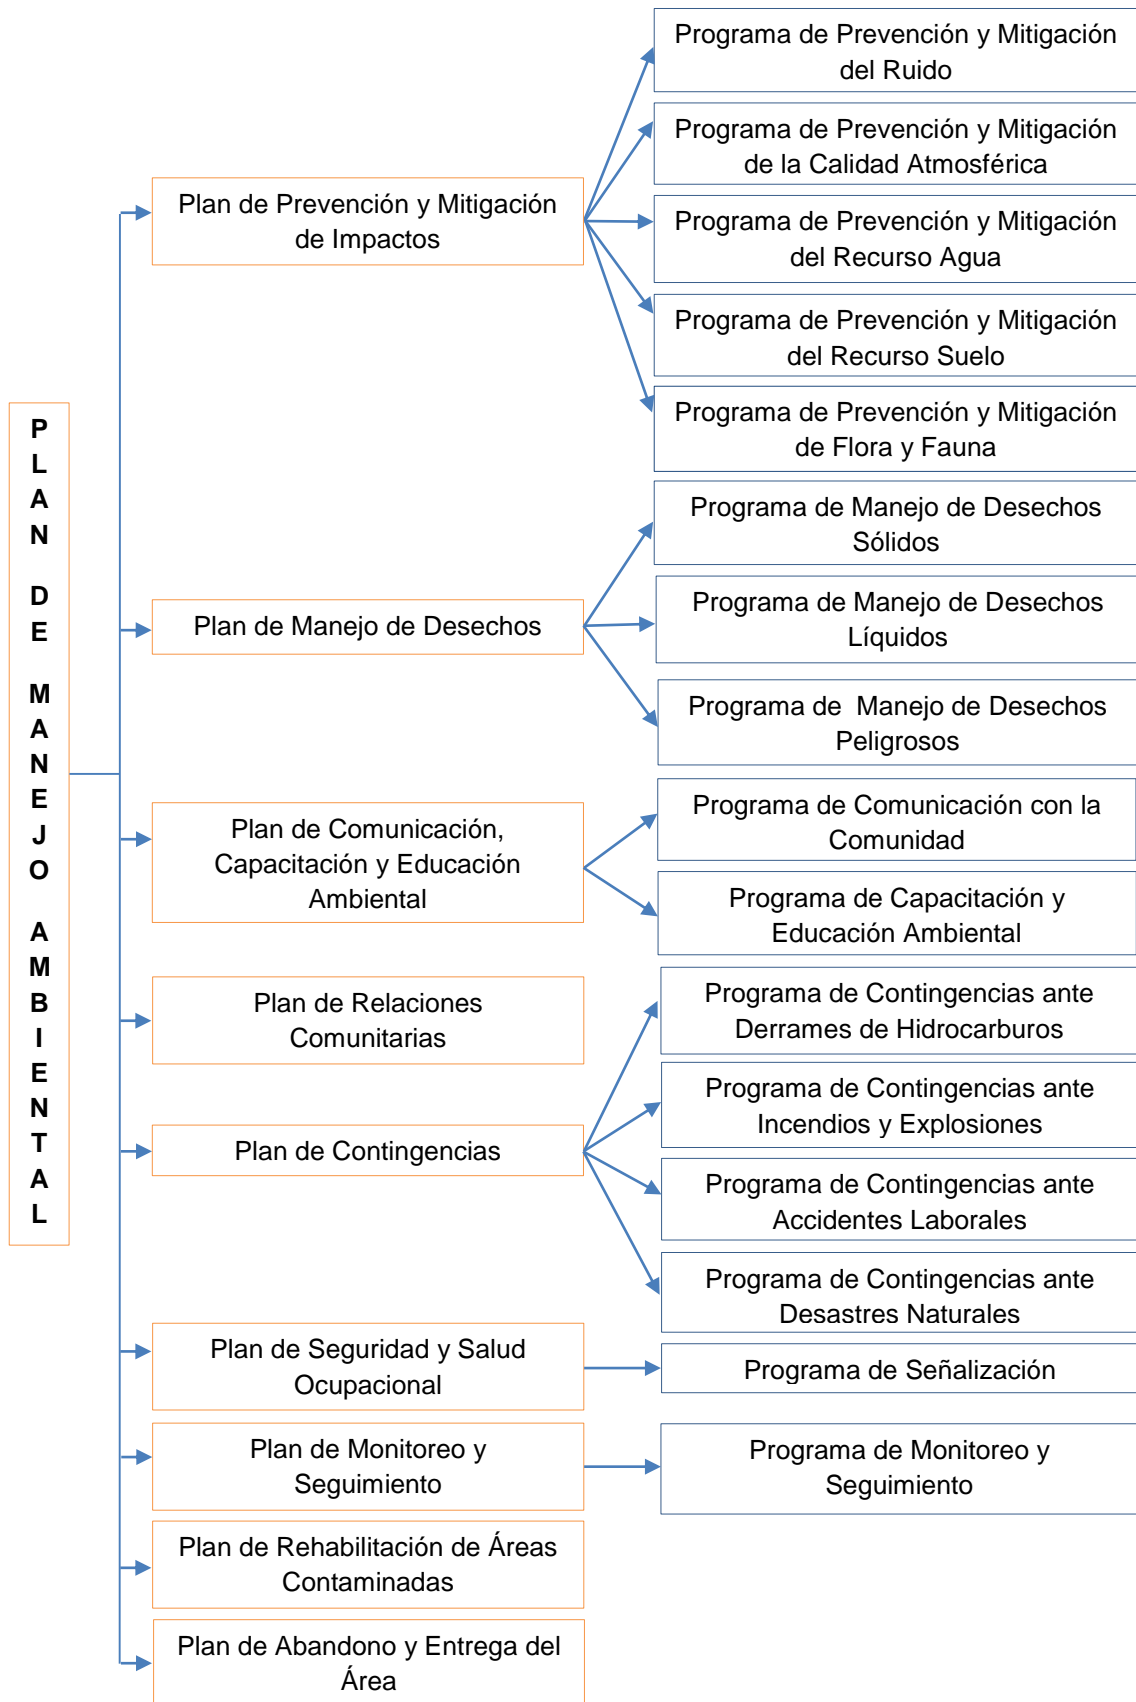 PLAN DE MANEJO AMBIENTAL
Plan de Prevención y Mitigación
de Impactos
Programa de Prevención y Mitigación
del Ruido
Programa de Prevención y Mitigación
de la Calidad Atmosférica
Programa de Prevención y Mitigación
del Recurso Agua
Programa de Prevención y Mitigación
del Recurso Suelo
Programa de Prevención y Mitigación
de Flora y Fauna
Plan de Manejo de Desechos
Programa de Manejo de Desechos
Sólidos
Programa de Manejo de Desechos
Líquidos
Programa de  Manejo de Desechos
Peligrosos
Plan de Comunicación,
Capacitación y Educación
Ambiental
Programa de Comunicación con la
Comunidad
Programa de Capacitación y
Educación Ambiental
Plan de Relaciones
Comunitarias
Plan de Contingencias
Programa de Contingencias ante
Derrames de Hidrocarburos
Programa de Contingencias ante
Incendios y Explosiones
Programa de Contingencias ante
Accidentes Laborales
Programa de Contingencias ante
Desastres Naturales
Plan de Seguridad y Salud
Ocupacional
Programa de Señalización
Plan de Monitoreo y
Seguimiento
Programa de Monitoreo y
Seguimiento
Plan de Rehabilitación de Áreas
Contaminadas
Plan de Abandono y Entrega del
Área